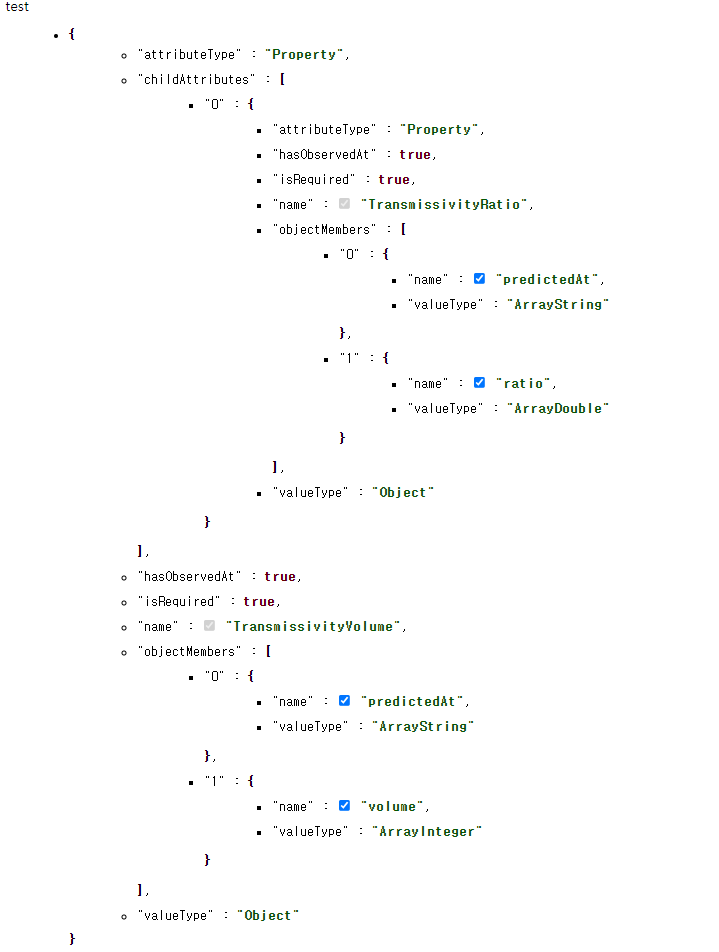 test
{
"attributeType" : "Property",
"childAttributes" : [
"0" : {
"attributeType" : "Property",
"hasObservedAt" : true,
"isRequired" : true,
"name" : "TransmissivityRatio",
"objectMembers" : [
"0" : {
"name" : "predictedAt",
"valueType" : "ArrayString"
},
"1" : {
"name" : "ratio",
"valueType" : "ArrayDouble"
}
],
"valueType" : "Object"
}
],
"hasObservedAt" : true,
"isRequired" : true,
"name" : "TransmissivityVolume",
"objectMembers" : [
"0" : {
"name" : "predictedAt",
"valueType" : "ArrayString"
},
"1" : {
"name" : "volume",
"valueType" : "ArrayInteger"
}
],
"valueType" : "Object"
}